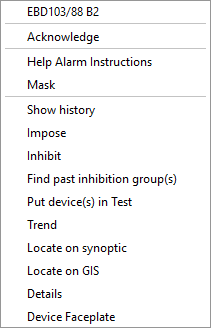 EBD103/88 B2
Acknowledge
Help Alarm Instructions
Mask
Show history
Impose
Inhibit
Find past inhibition group(s)
Put device(s) in Test
Trend
Locate on synoptic
Locate on GIS
Details
Device Faceplate